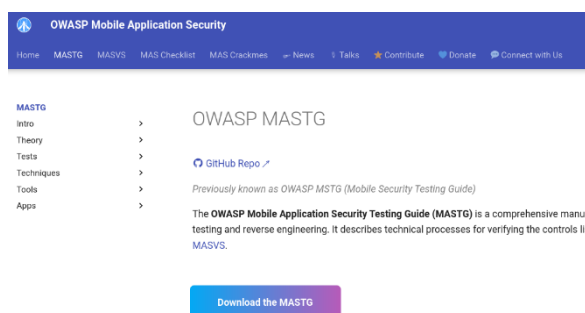 OWASP Mobile Application Security
Home MASTG MASVS MAS Checklist MAS Crackmes News Talks Contribute Donate Connect with Us
MASTG
Intro
Theory
Tests
Techniques
Tools
Apps
OWASP MASTG
GitHub Repo
Previously known as OWASP MSTG (Mobile Security Testing Guide)
The OWASP Mobile Application Security Testing Guide (MASTG) is a comprehensive manu
testing and reverse engineering. It describes technical processes for verifying the controls li
MASVS.
Download the MASTG